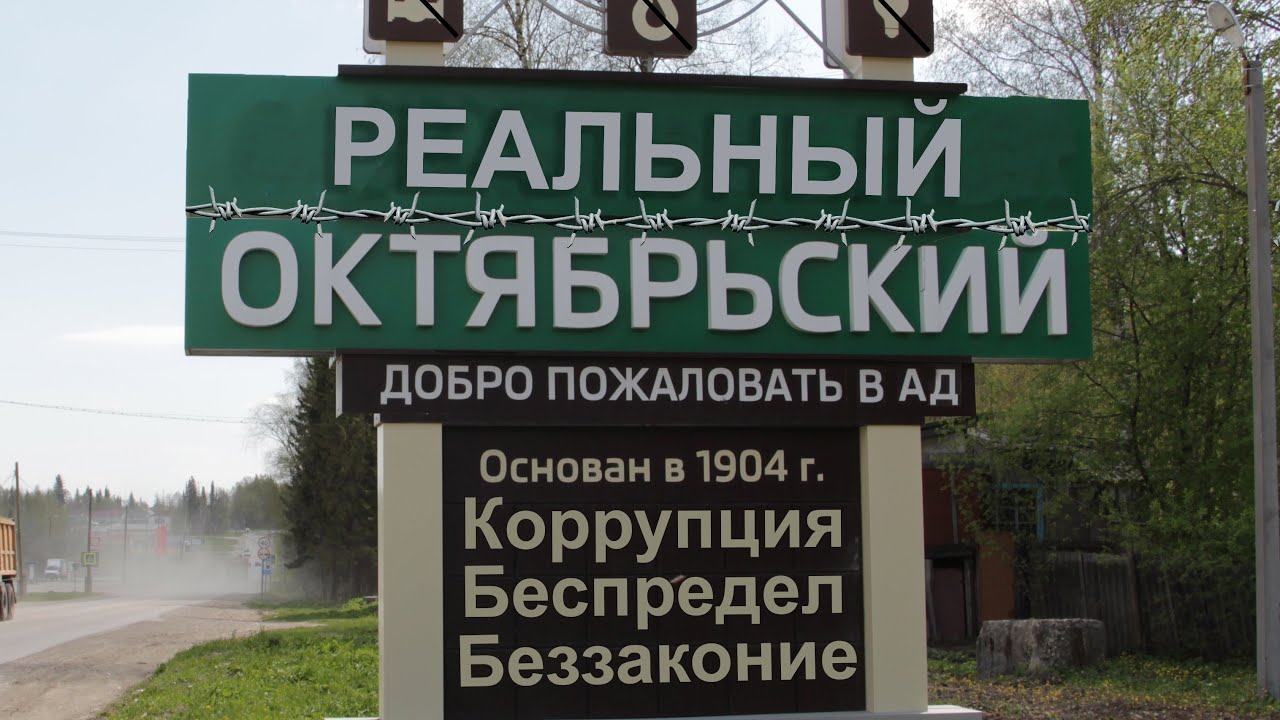 РЕАЛЬНЫЙ
ОКТЯБРЬСКИЙ
ДОБРО ПОЖАЛОВАТЬ В АД
Основан в 1904 г.
Коррупция
Беспредел
Беззаконие